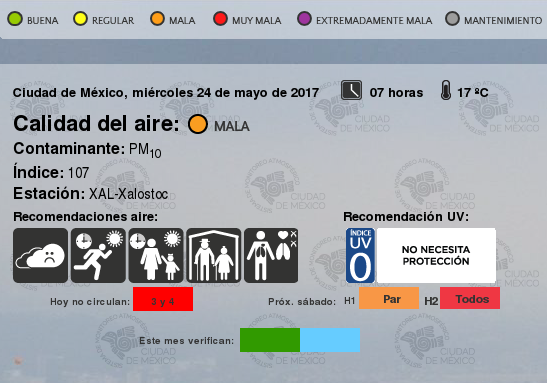 BUENA REGULAR MALA MUY MALA EXTREMADAMENTE MALA MANTENIMIENTO
Ciudad de México, miércoles 24 de mayo de 2017 07 horas 17 ºC
Calidad del aire: MALA
Contaminante: PM10
Índice: 107
Estación: XAL-Xalostoc
Recomendaciones aire: Recomendación UV:
ÍNDICE
UV
0
NO NECESITA
PROTECCIÓN
Hoy no circulan: 3 y 4 Próx. sábado: H1 Par H2 Todos
Este mes verifican:
CIUDAD
DE MÉXICO